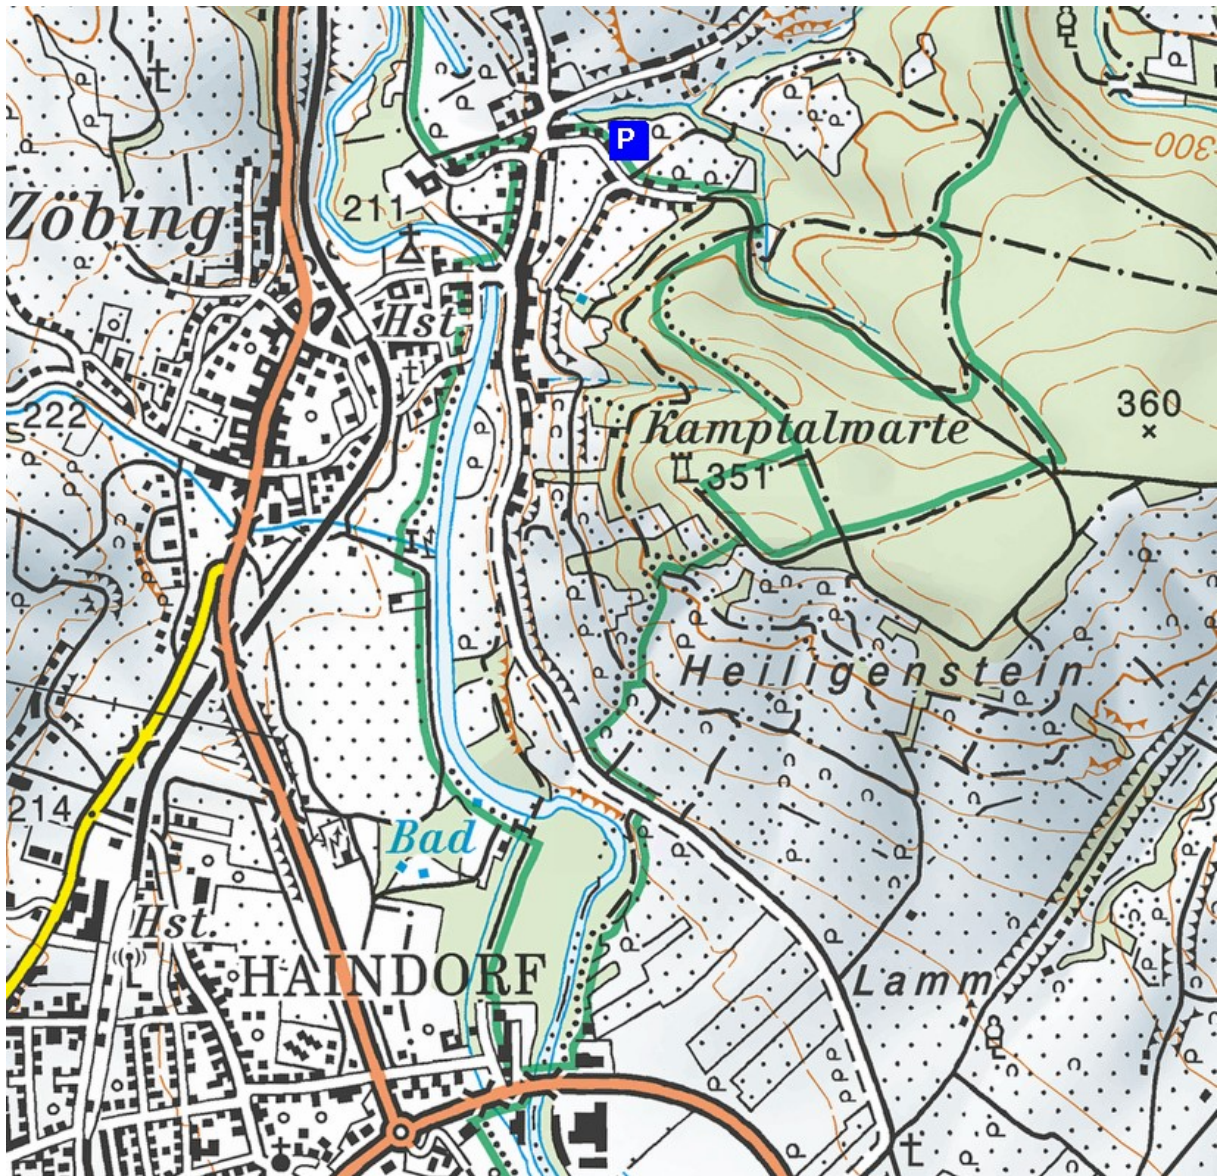 P
300
Zöbing
211
Hst
222
Kamptalwarte
360
351
Heiligenstein
214
Bad
Hst.
HAINDORF
Lamm